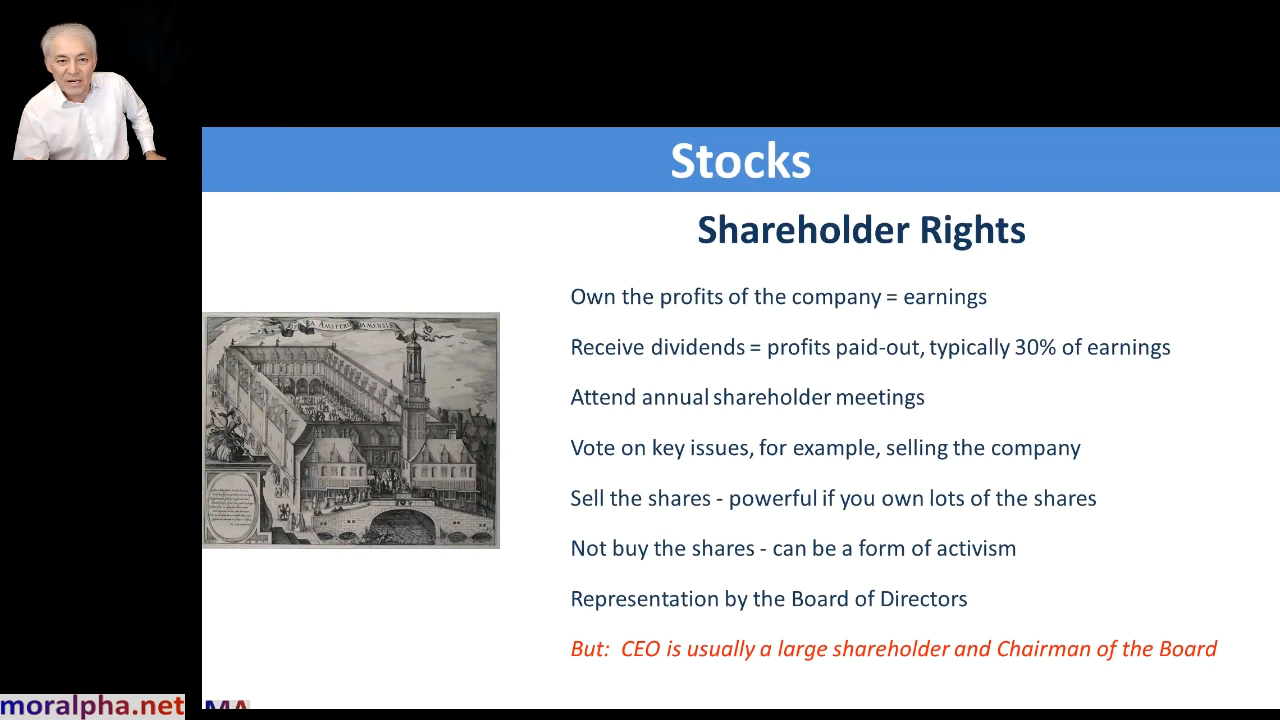 Stocks
Shareholder Rights
Own the profits of the company = earnings
Receive dividends = profits paid-out, typically 30% of earnings
Attend annual shareholder meetings
Vote on key issues, for example, selling the company
Sell the shares - powerful if you own lots of the shares
Not buy the shares - can be a form of activism
Representation by the Board of Directors
But: CEO is usually a large shareholder and Chairman of the Board
moralpha.net
MA